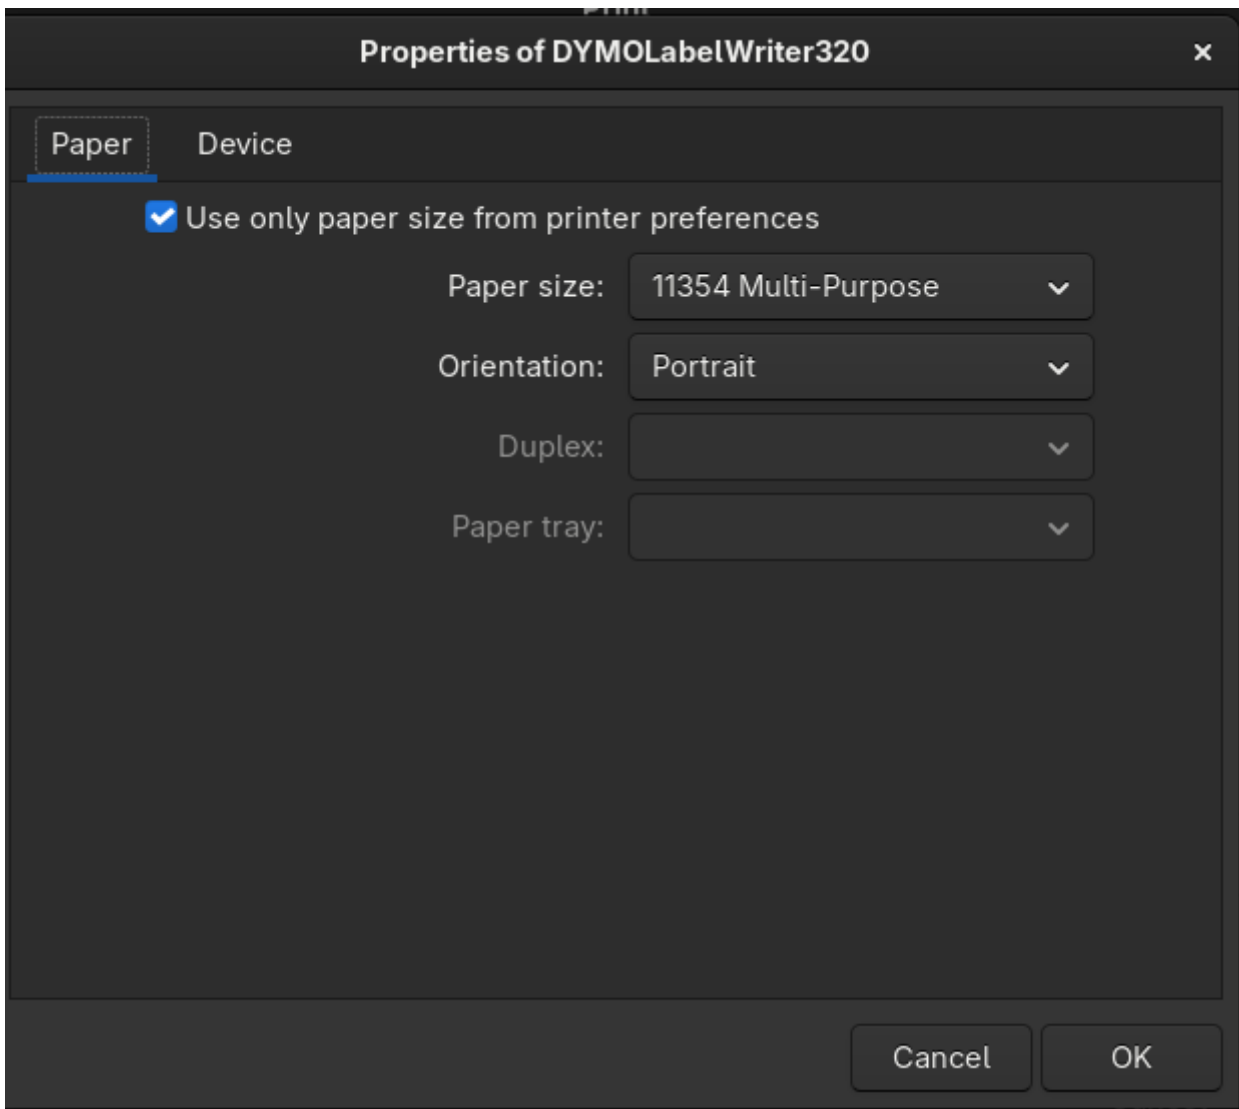 Properties of DYMOLabelWriter320
Paper Device
Use only paper size from printer preferences
Paper size: 11354 Multi-Purpose
Orientation: Portrait
Duplex:
Paper tray:
Cancel OK